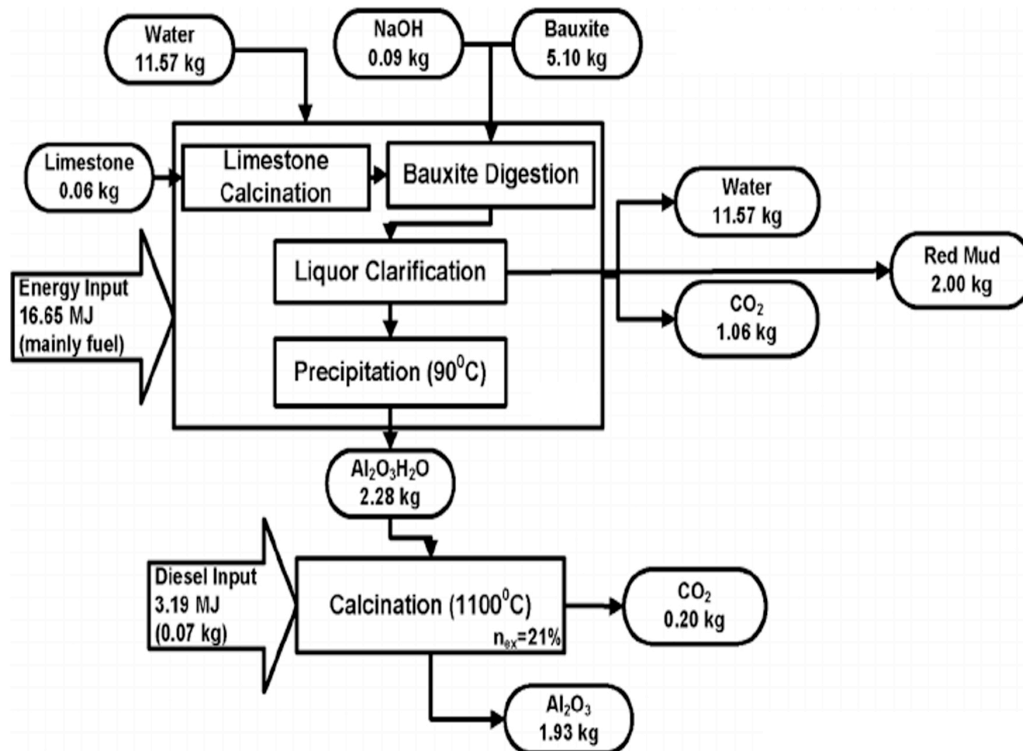 Water
11.57 kg
NaOH
0.09 kg
Bauxite
5.10 kg
Limestone
0.06 kg
Limestone
Calcination
Bauxite Digestion
Water
11.57 kg
Liquor Clarification
Red Mud
2.00 kg
Energy Input
16.65 MJ
(mainly fuel)
CO₂
1.06 kg
Precipitation (90⁰C)
Al₂O₃H₂O
2.28 kg
Diesel Input
3.19 MJ
(0.07 kg)
Calcination (1100⁰C)
nₑₓ=21%
CO₂
0.20 kg
Al₂O₃
1.93 kg